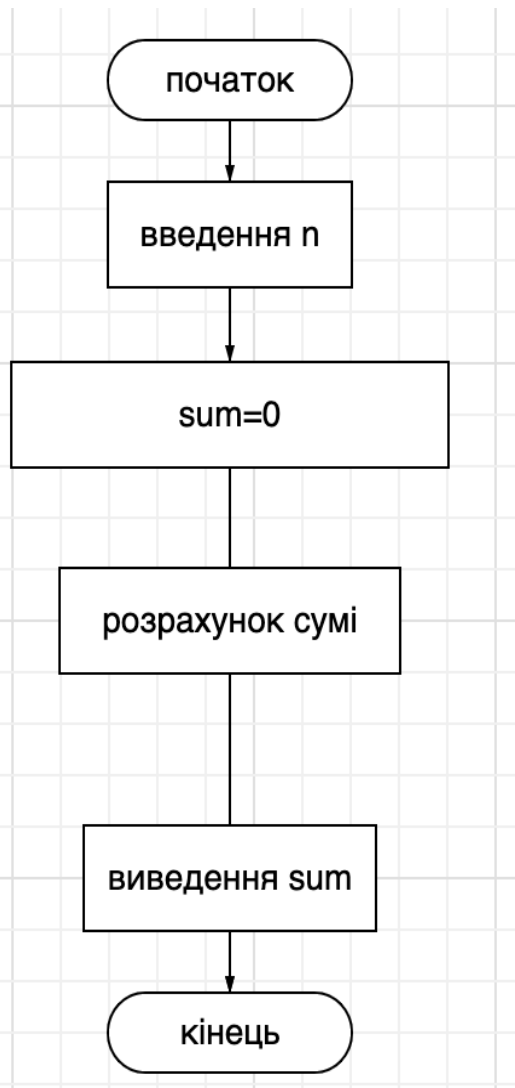 початок
введення n
sum=0
розрахунок сумі
виведення sum
кінець